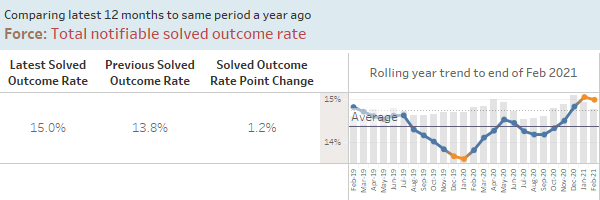 Comparing latest 12 months to same period a year ago
Force: Total notifiable solved outcome rate
Latest Solved Outcome Rate
Previous Solved Outcome Rate
Solved Outcome Rate Point Change
Rolling year trend to end of Feb 2021
15.0%
13.8%
1.2%
15%
Average
14%
Feb-19
Mar-19
Apr-19
May-19
Jun-19
Jul-19
Aug-19
Sep-19
Oct-19
Nov-19
Dec-19
Jan-20
Feb-20
Mar-20
Apr-20
May-20
Jun-20
Jul-20
Aug-20
Sep-20
Oct-20
Nov-20
Dec-20
Jan-21
Feb-21